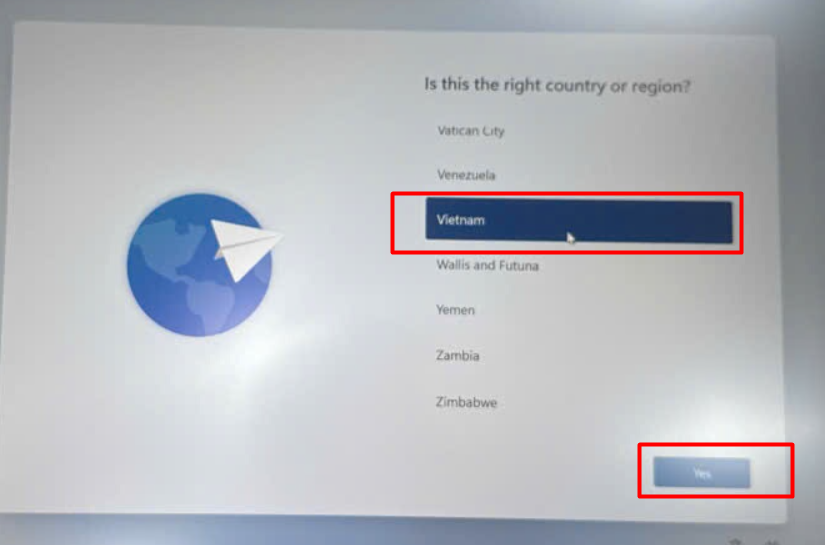 Is this the right country or region?
Vatican City
Venezuela
Vietnam
Wallis and Futuna
Yemen
Zambia
Zimbabwe
Yes